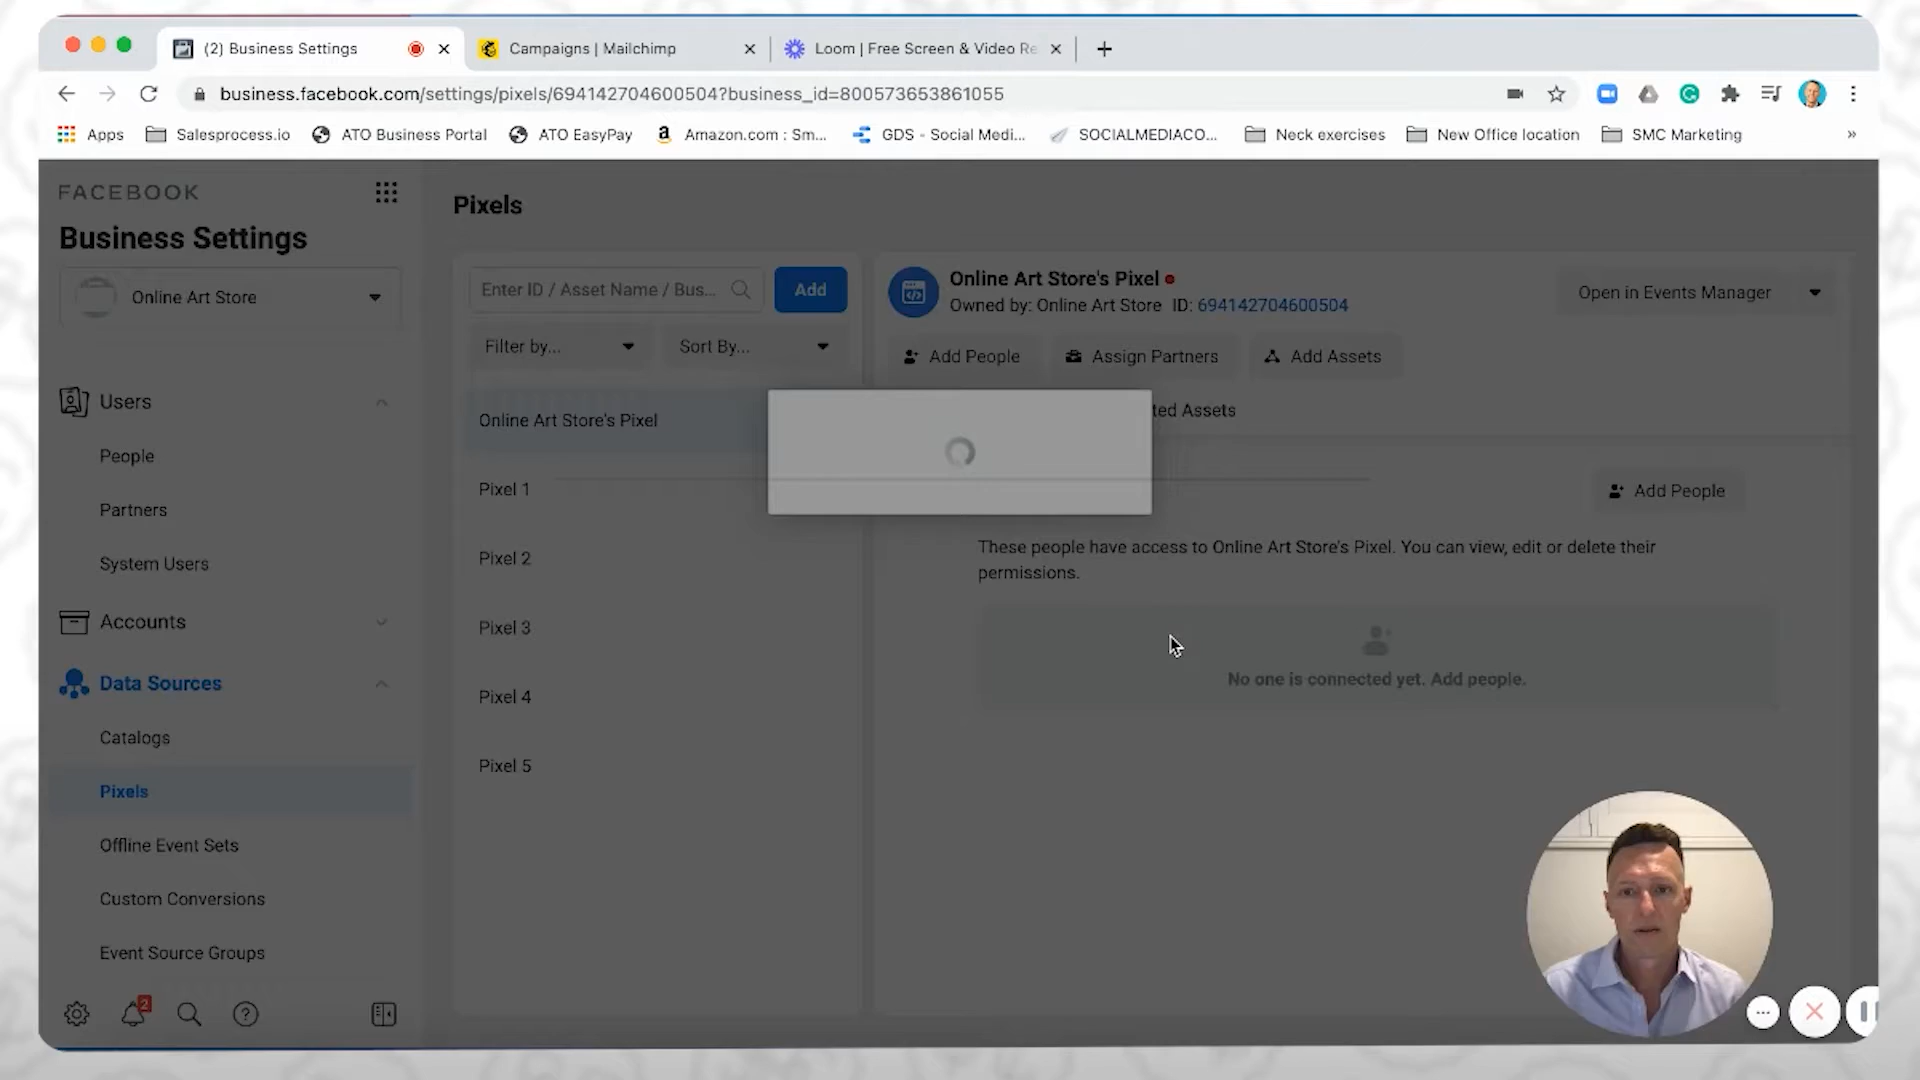 (2) Business Settings
Campaigns | Mailchimp
Loom | Free Screen & Video Re
business.facebook.com/settings/pixels/694142704600504?business_id=800573653861055
Apps
Salesprocess.io
ATO Business Portal
ATO EasyPay
Amazon.com : Sm...
GDS - Social Medi...
SOCIALMEDIACO...
Neck exercises
New Office location
SMC Marketing
»
FACEBOOK
Business Settings
Online Art Store
Users
People
Partners
System Users
Accounts
Data Sources
Catalogs
Pixels
Offline Event Sets
Custom Conversions
Event Source Groups
2
Pixels
Enter ID / Asset Name / Bus...
Add
Filter by...
Sort By...
Online Art Store's Pixel
Pixel 1
Pixel 2
Pixel 3
Pixel 4
Pixel 5
Online Art Store's Pixel
Owned by: Online Art Store ID: 694142704600504
Open in Events Manager
Add People
Assign Partners
Add Assets
ted Assets
Add People
These people have access to Online Art Store's Pixel. You can view, edit or delete their
permissions.
No one is connected yet. Add people.